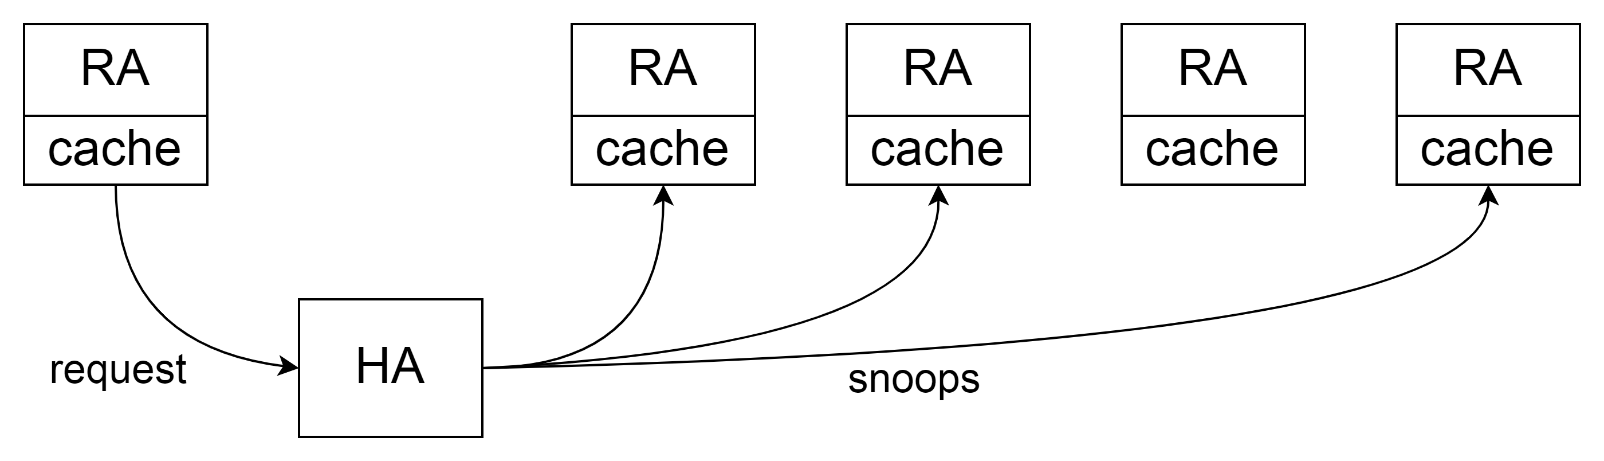 RA
cache
RA
cache
RA
cache
RA
cache
RA
cache
request
HA
snoops